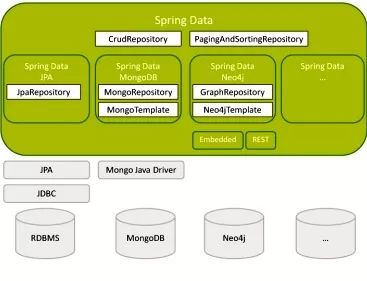 Spring Data
CrudRepository
PagingAndSortingRepository
Spring Data
JPA
JpaRepository
Spring Data
MongoDB
MongoRepository
MongoTemplate
Spring Data
Neo4j
GraphRepository
Neo4jTemplate
Spring Data
...
Embedded
REST
JPA
Mongo Java Driver
JDBC
RDBMS
MongoDB
Neo4j
...